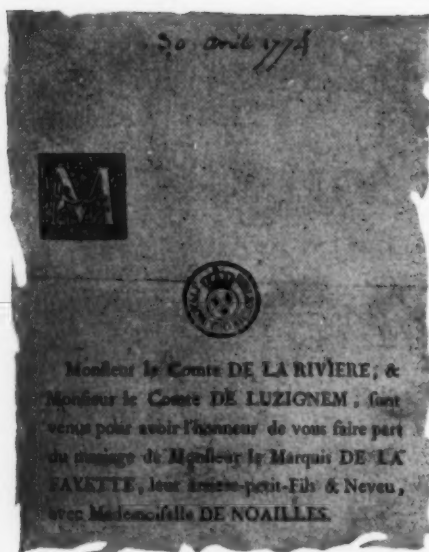 30 avril 1774
M
Monsieur le Comte DE LA RIVIERE, &
Monsieur le Comte DE LUZIGNEM, sont
venus pour avoir l'honneur de vous faire part
du mariage de Monsieur le Marquis DE LA
FAYETTE, leur arriere-petit-Fils & Neveu,
avec Mademoiselle DE NOAILLES.